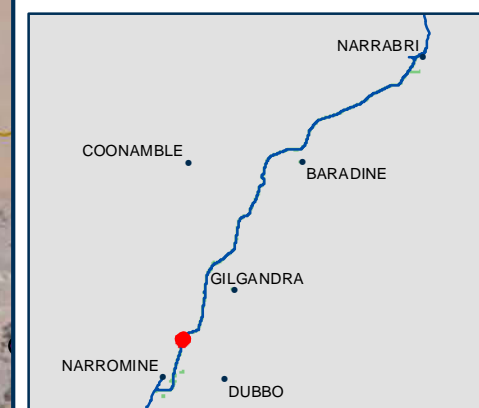 NARRABRI
COONAMBLE
BARADINE
GILGANDRA
NARROMINE
DUBBO